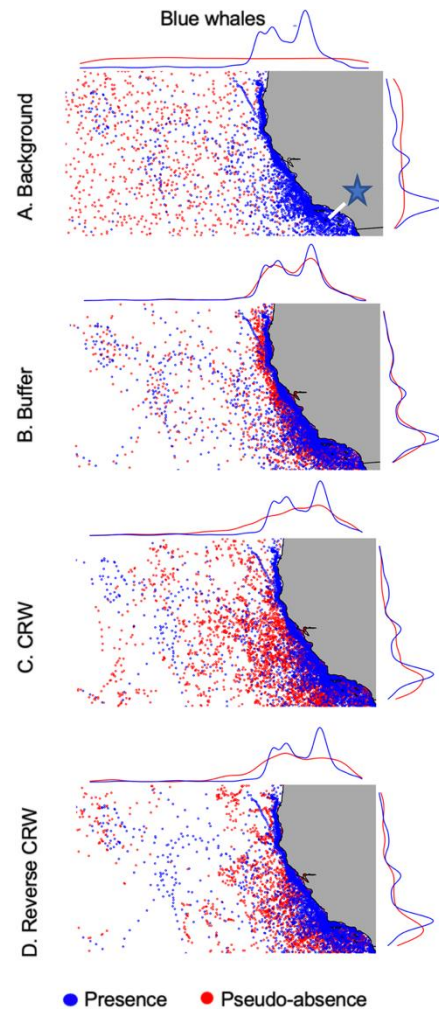 Blue whales
A. Background
B. Buffer
C. CRW
D. Reverse CRW
Presence
Pseudo-absence